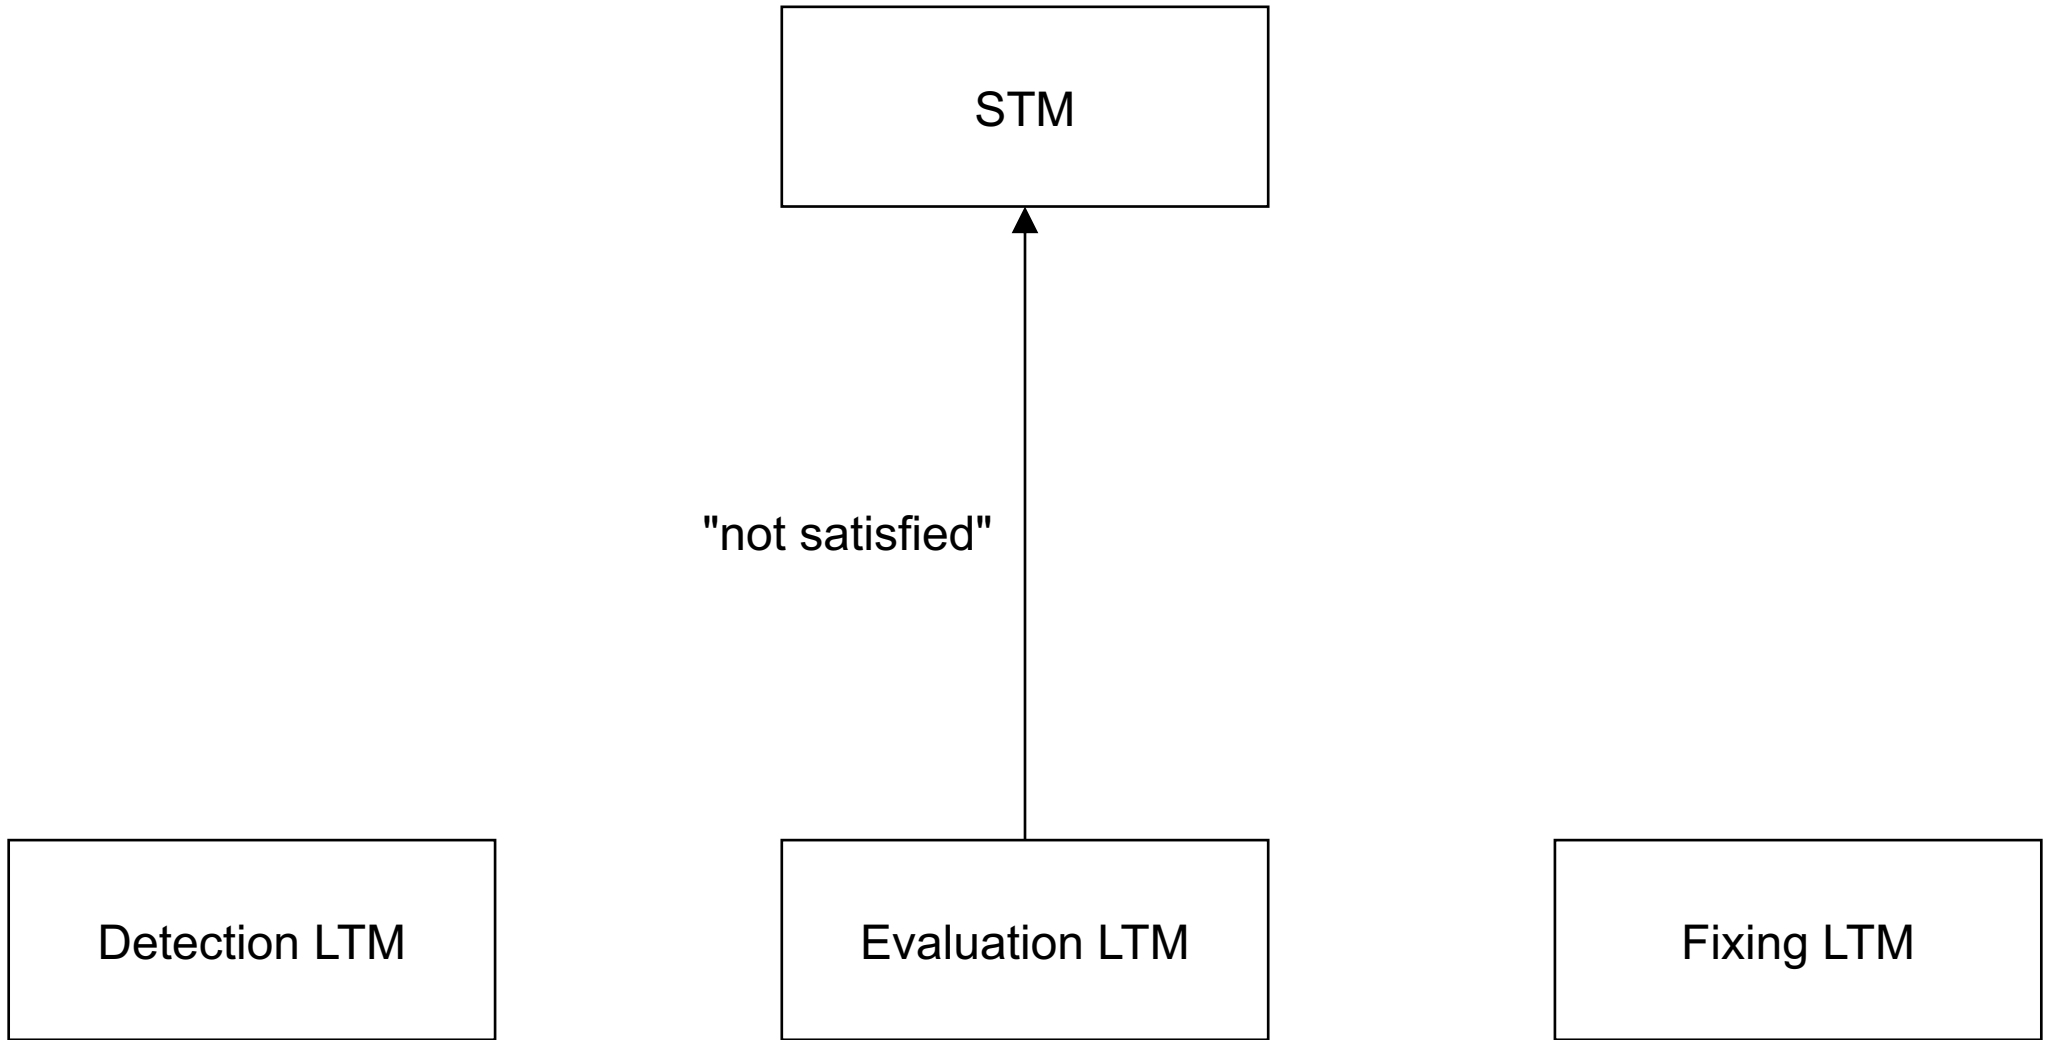 STM
"not satisfied"
Detection LTM
Evaluation LTM
Fixing LTM